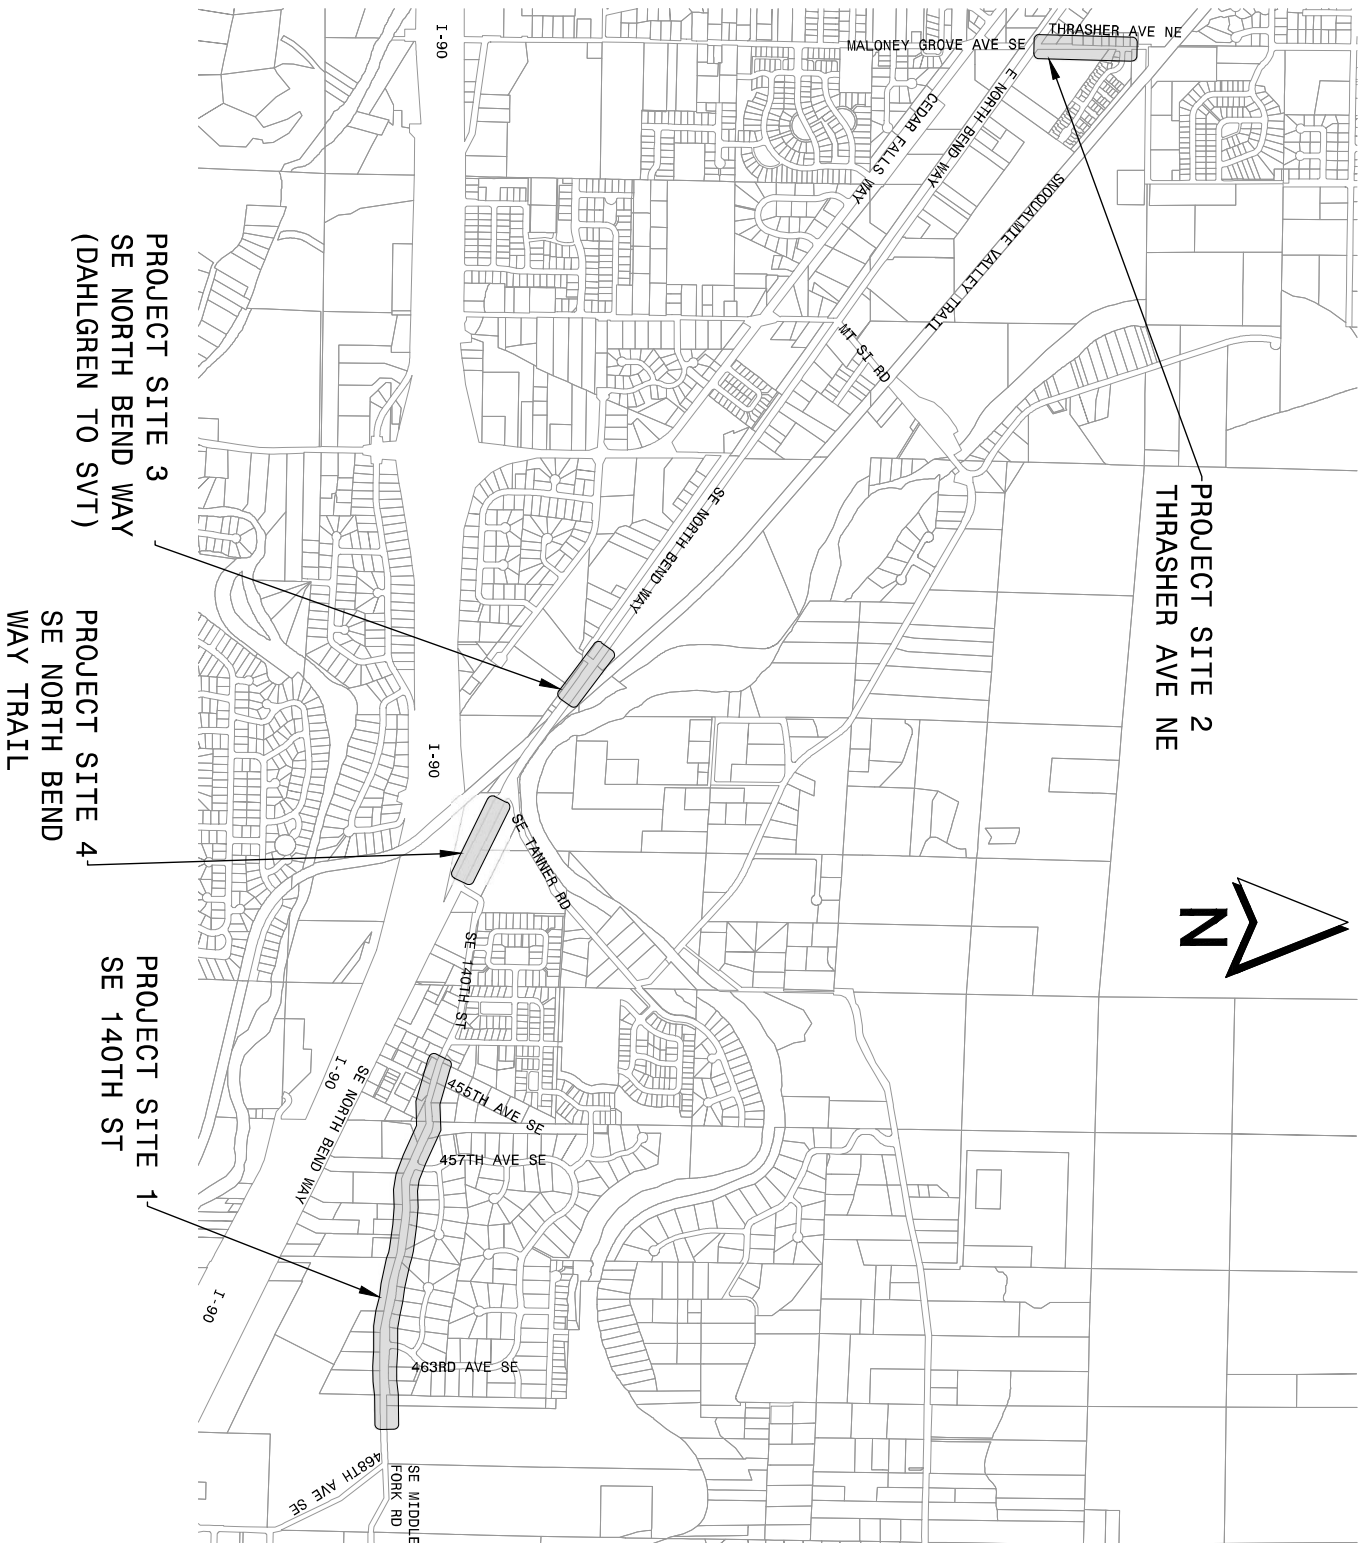 THRASHER AVE NE
MALONEY GROVE AVE SE
I-90
E NORTH BEND WAY
CEDAR FALLS WAY
SNOQUALMIE VALLEY TRAIL
MT SI RD
PROJECT SITE 2
THRASHER AVE NE
PROJECT SITE 3
SE NORTH BEND WAY
(DAHLGREN TO SVT)
SE NORTH BEND WAY
PROJECT SITE 4
SE NORTH BEND
WAY TRAIL
I-90
SE TANNER RD
N
SE 140TH ST
PROJECT SITE 1
SE 140TH ST
I-90
SE NORTH BEND WAY
455TH AVE SE
457TH AVE SE
I-90
463RD AVE SE
468TH AVE SE
SE MIDDLE
FORK RD